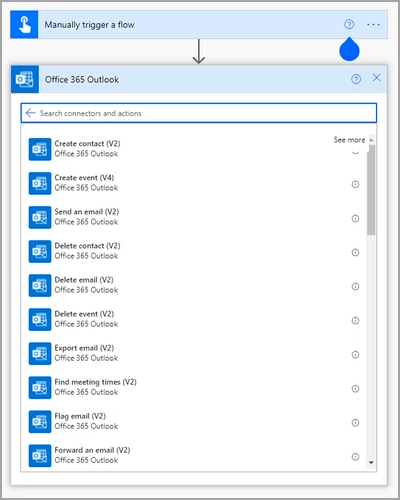 Manually trigger a flow
Office 365 Outlook
Search connectors and actions
See more
Create contact (V2)
Office 365 Outlook
Create event (V4)
Office 365 Outlook
Send an email (V2)
Office 365 Outlook
Delete contact (V2)
Office 365 Outlook
Delete email (V2)
Office 365 Outlook
Delete event (V2)
Office 365 Outlook
Export email (V2)
Office 365 Outlook
Find meeting times (V2)
Office 365 Outlook
Flag email (V2)
Office 365 Outlook
Forward an email (V2)
Office 365 Outlook